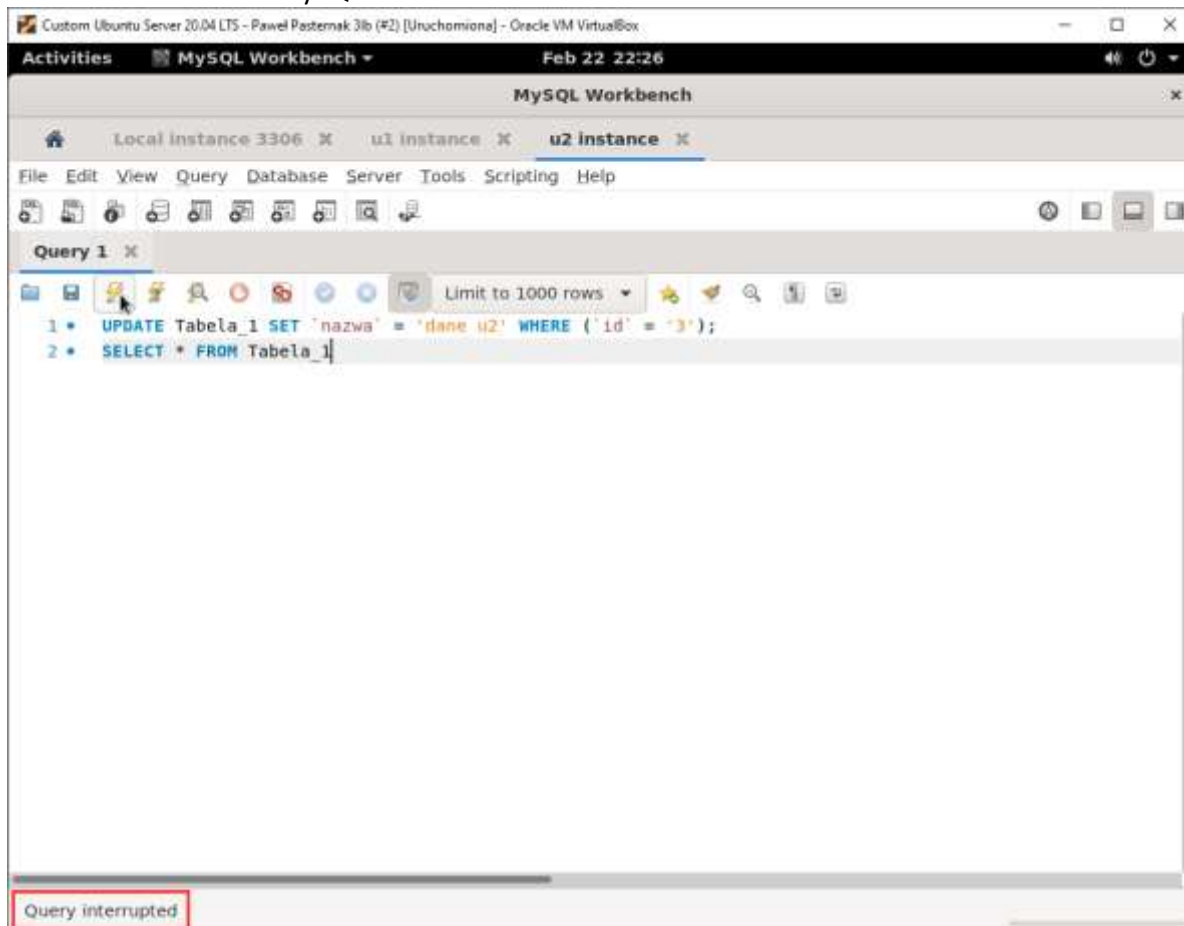 Custom Ubuntu Server 20.04 LTS - Paweł Pasternak 3Ib (#2) [Uruchomiona] - Oracle VM VirtualBox
Activities MySQL Workbench Feb 22 22:26
MySQL Workbench
Local instance 3306 u1 instance u2 instance
File Edit View Query Database Server Tools Scripting Help
Query 1
Limit to 1000 rows
1 UPDATE Tabela_1 SET `nazwa` = 'dane u2' WHERE (`id` = '3');
2 SELECT * FROM Tabela_1
Query interrupted